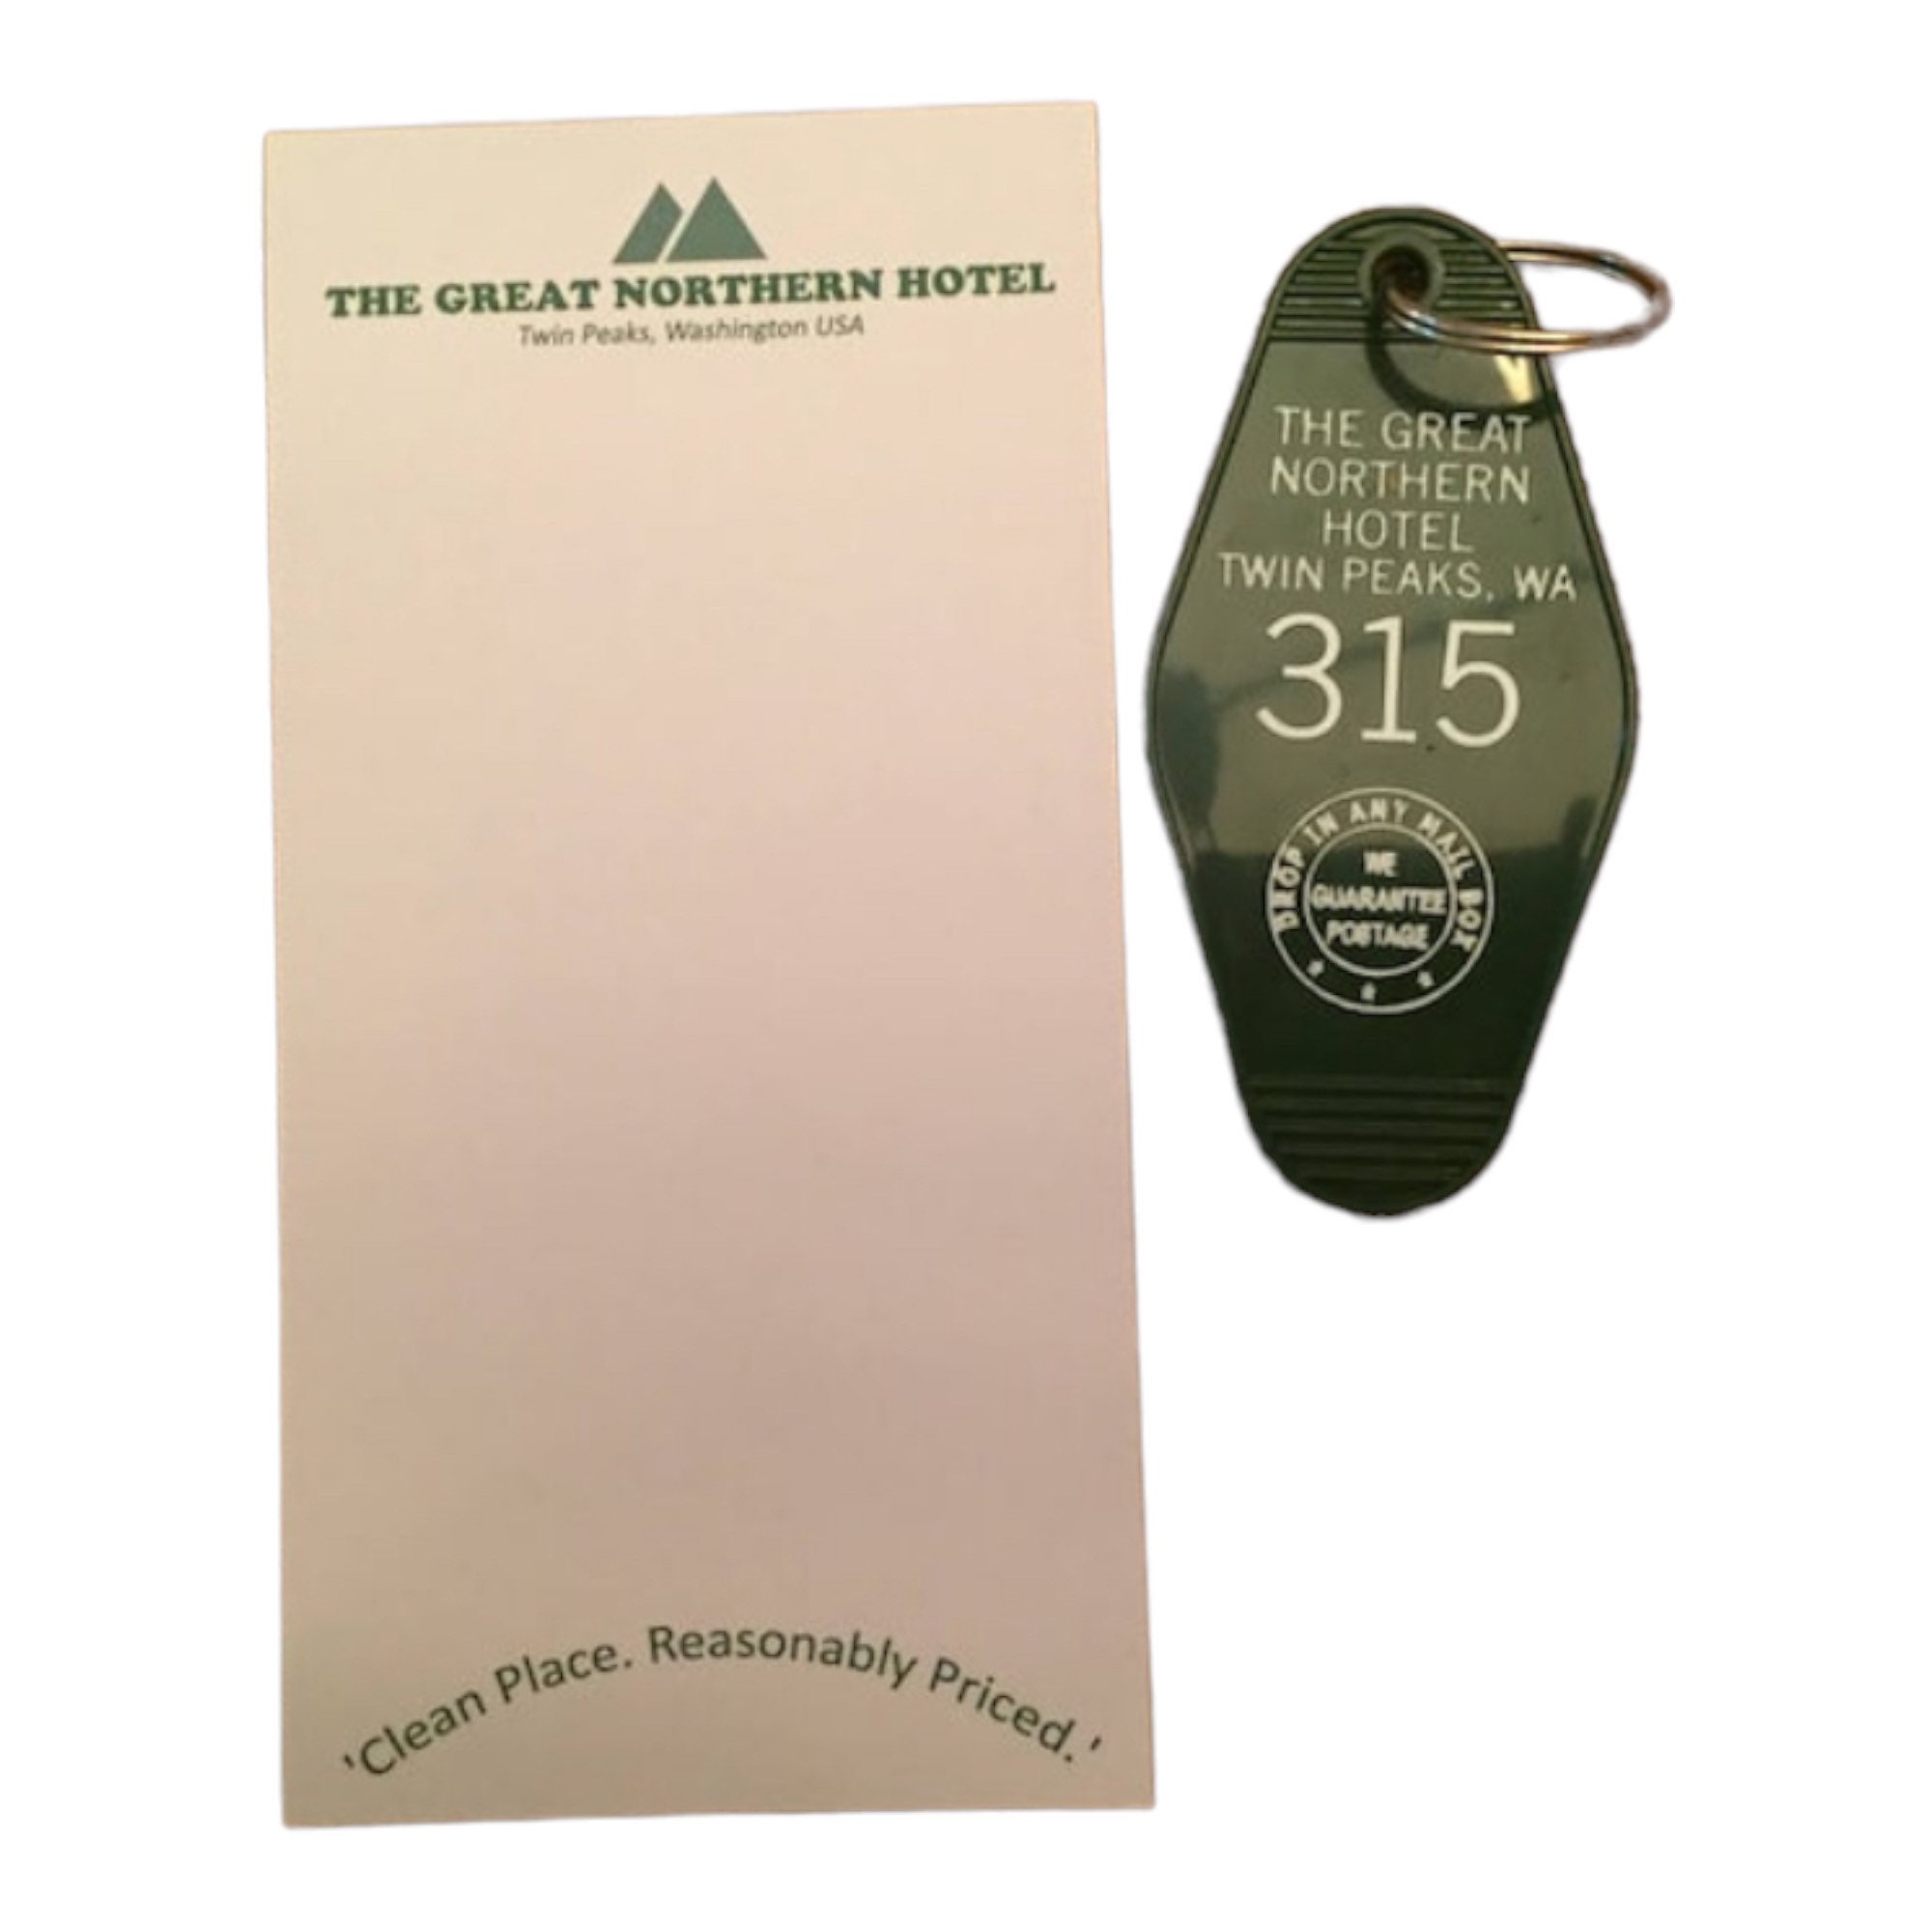 THE GREAT NORTHERN HOTEL
Twin Peaks, Washington USA
'Clean Place. Reasonably Priced.'
THE GREAT
NORTHERN
HOTEL
TWIN PEAKS, WA
315
DROP IN ANY MAIL BOX
WE
GUARANTEE
POSTAGE